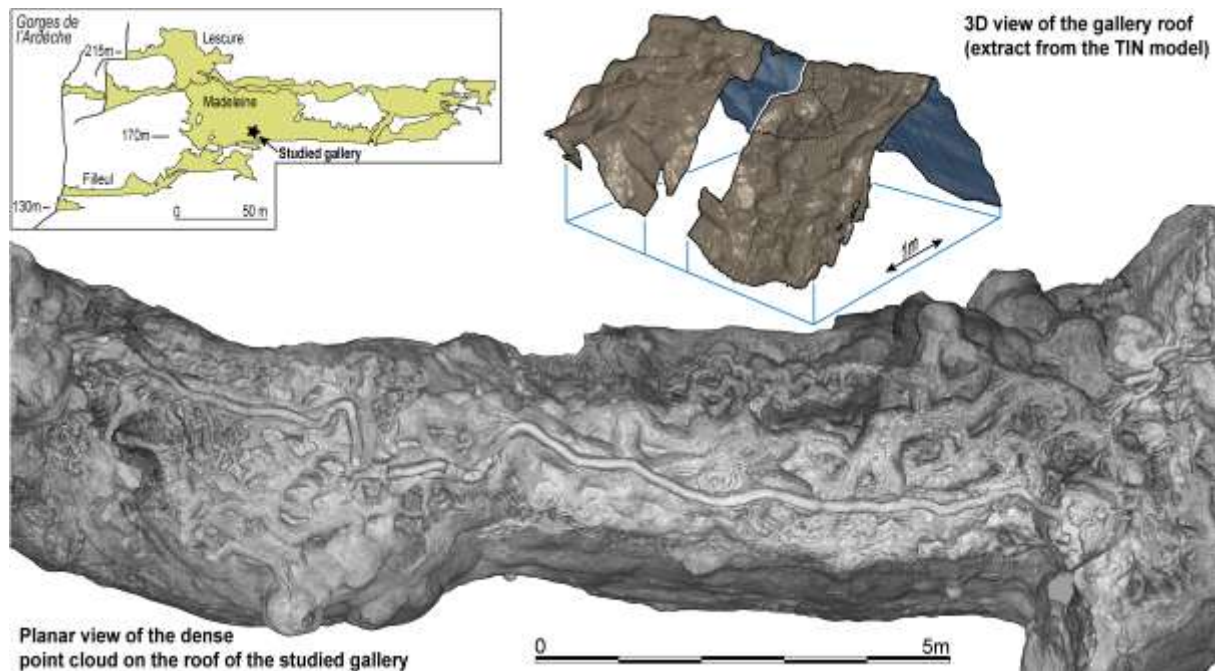 Gorges de
l'Ardèche
215m
Lescure
Madeleine
170m
Studied gallery
Filleul
130m
0 50 m
3D view of the gallery roof
(extract from the TIN model)
1m
Planar view of the dense
point cloud on the roof of the studied gallery
0 5m